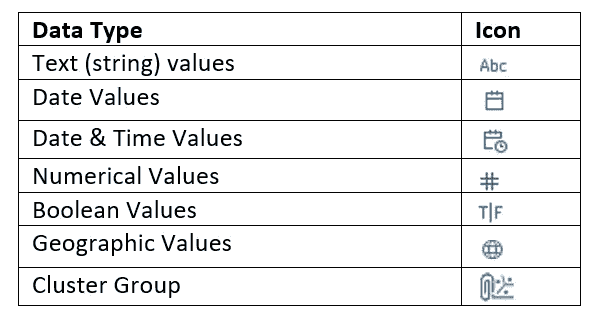 Data Type Icon
Text (string) values Abc
Date Values
Date & Time Values
Numerical Values #
Boolean Values T|F
Geographic Values
Cluster Group